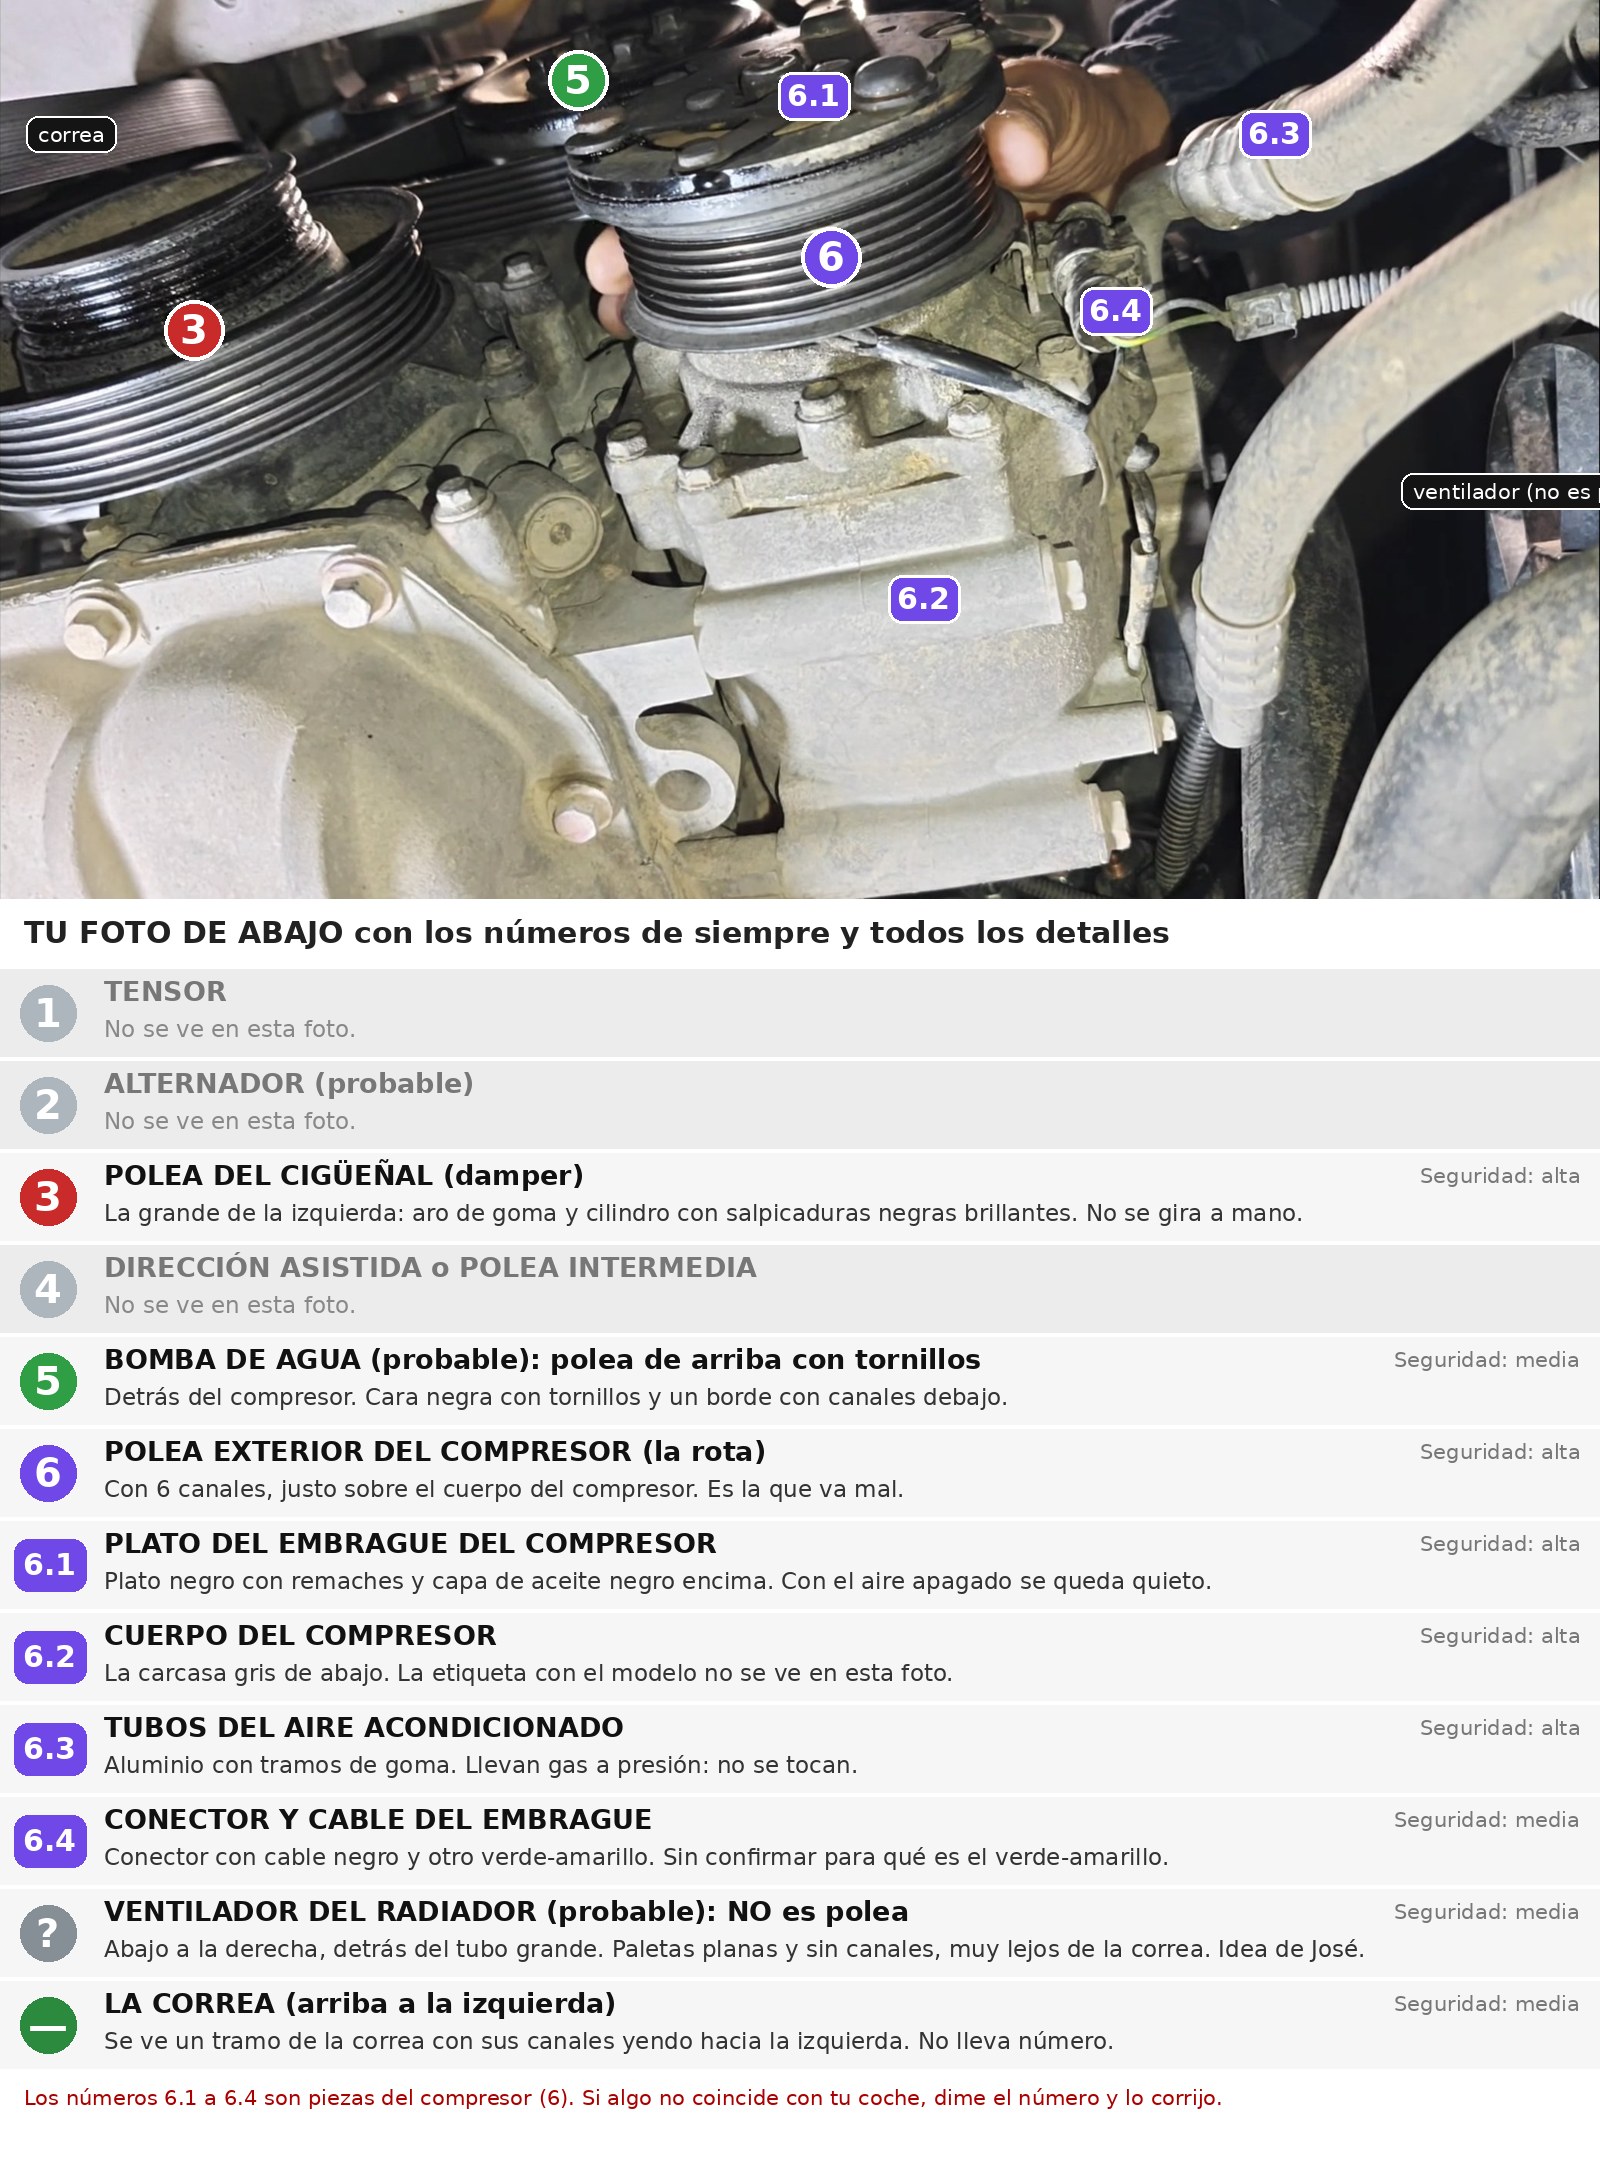 5
6.1
correa
6.3
6
6.4
3
ventilador (no es
6.2
TU FOTO DE ABAJO con los números de siempre y todos los detalles
1
TENSOR
No se ve en esta foto.
2
ALTERNADOR (probable)
No se ve en esta foto.
3
POLEA DEL CIGÜEÑAL (damper)
Seguridad: alta
La grande de la izquierda: aro de goma y cilindro con salpicaduras negras brillantes. No se gira a mano.
4
DIRECCIÓN ASISTIDA o POLEA INTERMEDIA
No se ve en esta foto.
5
BOMBA DE AGUA (probable): polea de arriba con tornillos
Seguridad: media
Detrás del compresor. Cara negra con tornillos y un borde con canales debajo.
6
POLEA EXTERIOR DEL COMPRESOR (la rota)
Seguridad: alta
Con 6 canales, justo sobre el cuerpo del compresor. Es la que va mal.
6.1
PLATO DEL EMBRAGUE DEL COMPRESOR
Seguridad: alta
Plato negro con remaches y capa de aceite negro encima. Con el aire apagado se queda quieto.
6.2
CUERPO DEL COMPRESOR
Seguridad: alta
La carcasa gris de abajo. La etiqueta con el modelo no se ve en esta foto.
6.3
TUBOS DEL AIRE ACONDICIONADO
Seguridad: alta
Aluminio con tramos de goma. Llevan gas a presión: no se tocan.
6.4
CONECTOR Y CABLE DEL EMBRAGUE
Seguridad: media
Conector con cable negro y otro verde-amarillo. Sin confirmar para qué es el verde-amarillo.
?
VENTILADOR DEL RADIADOR (probable): NO es polea
Seguridad: media
Abajo a la derecha, detrás del tubo grande. Paletas planas y sin canales, muy lejos de la correa. Idea de José.
—
LA CORREA (arriba a la izquierda)
Seguridad: media
Se ve un tramo de la correa con sus canales yendo hacia la izquierda. No lleva número.
Los números 6.1 a 6.4 son piezas del compresor (6). Si algo no coincide con tu coche, dime el número y lo corrijo.